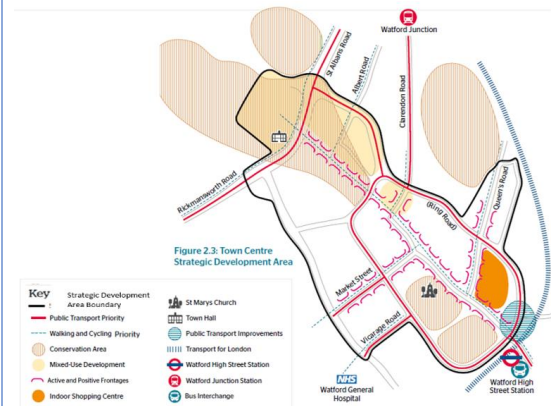 Watford Junction
St Albans Road
Albert Road
Clarendon Road
Rickmansworth Road
Queen's Road
(Ring Road)
Figure 2.3: Town Centre
Strategic Development Area
Market Street
Vicarage Road
NHS
Watford General
Hospital
Watford High
Street Station
Key
Strategic Development
Area Boundary
Public Transport Priority
Walking and Cycling Priority
Conservation Area
Mixed-Use Development
Active and Positive Frontages
Indoor Shopping Centre
St Marys Church
Town Hall
Public Transport Improvements
Transport for London
Watford High Street Station
Watford Junction Station
Bus Interchange